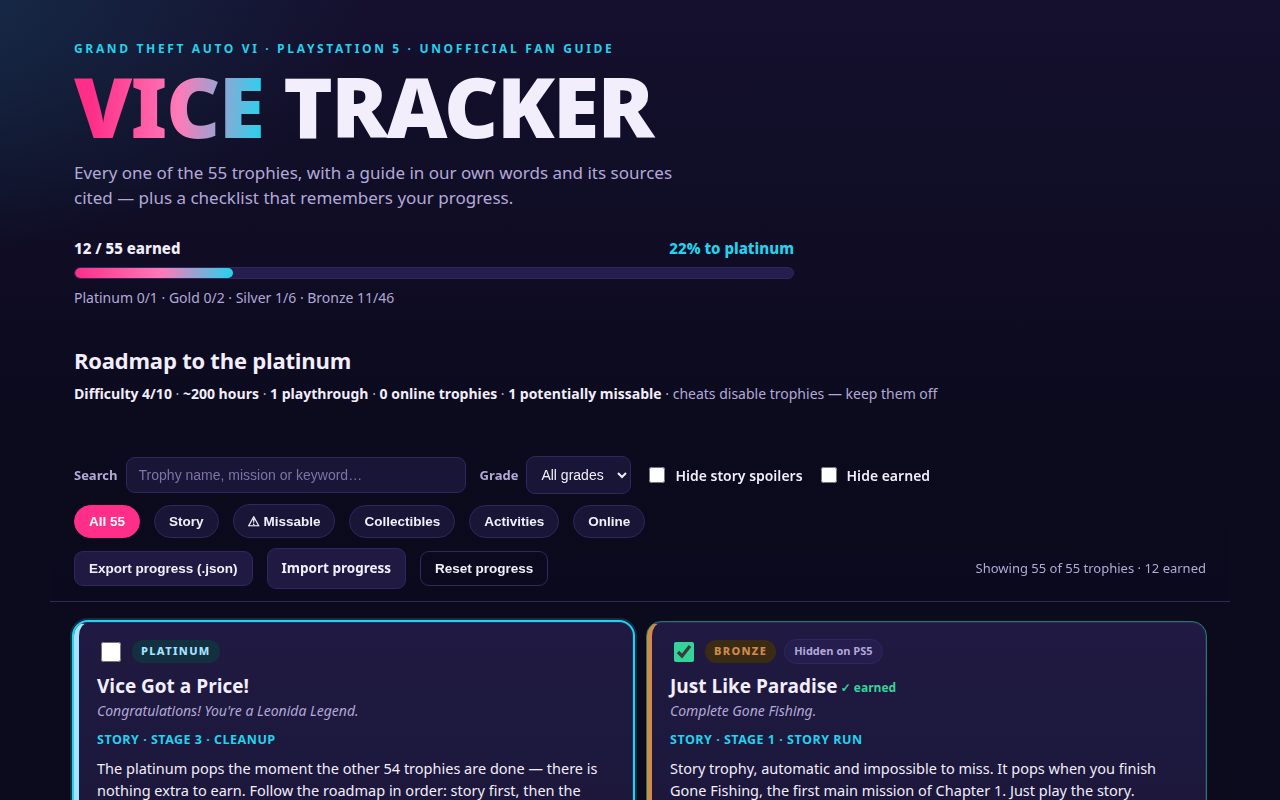 GRAND THEFT AUTO VI · PLAYSTATION 5 · UNOFFICIAL FAN GUIDE
VICE TRACKER
Every one of the 55 trophies, with a guide in our own words and its sources
cited — plus a checklist that remembers your progress.
12 / 55 earned 22% to platinum
Platinum 0/1 · Gold 0/2 · Silver 1/6 · Bronze 11/46
Roadmap to the platinum
Difficulty 4/10 · ~200 hours · 1 playthrough · 0 online trophies · 1 potentially missable · cheats disable trophies — keep them off
Search Trophy name, mission or keyword… Grade All grades Hide story spoilers Hide earned
All 55 Story ⚠ Missable Collectibles Activities Online
Export progress (.json) Import progress Reset progress Showing 55 of 55 trophies · 12 earned
PLATINUM
Vice Got a Price!
Congratulations! You're a Leonida Legend.
STORY · STAGE 3 · CLEANUP
The platinum pops the moment the other 54 trophies are done — there is
nothing extra to earn. Follow the roadmap in order: story first, then the
BRONZE Hidden on PS5
Just Like Paradise ✓ earned
Complete Gone Fishing.
STORY · STAGE 1 · STORY RUN
Story trophy, automatic and impossible to miss. It pops when you finish
Gone Fishing, the first main mission of Chapter 1. Just play the story.